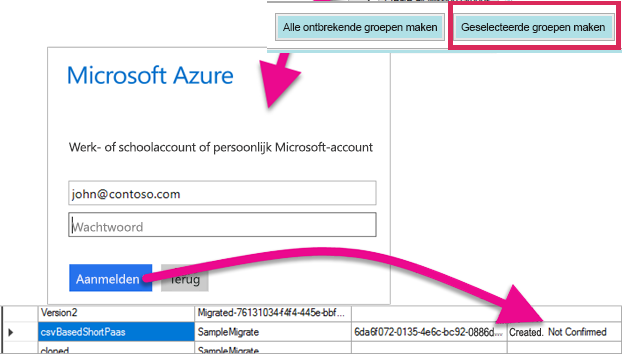 Alle ontbrekende groepen maken Geselecteerde groepen maken
Microsoft Azure
Werk- of schoolaccount of persoonlijk Microsoft-account
john@contoso.com
Wachtwoord
Aanmelden Terug
Version2 Migrated-76131034-f4f4-445e-bbf...
csvBasedShortPaas SampleMigrate 6da6f072-0135-4e6c-bc92-0886d... Created. Not Confirmed
cloned SampleMigrate